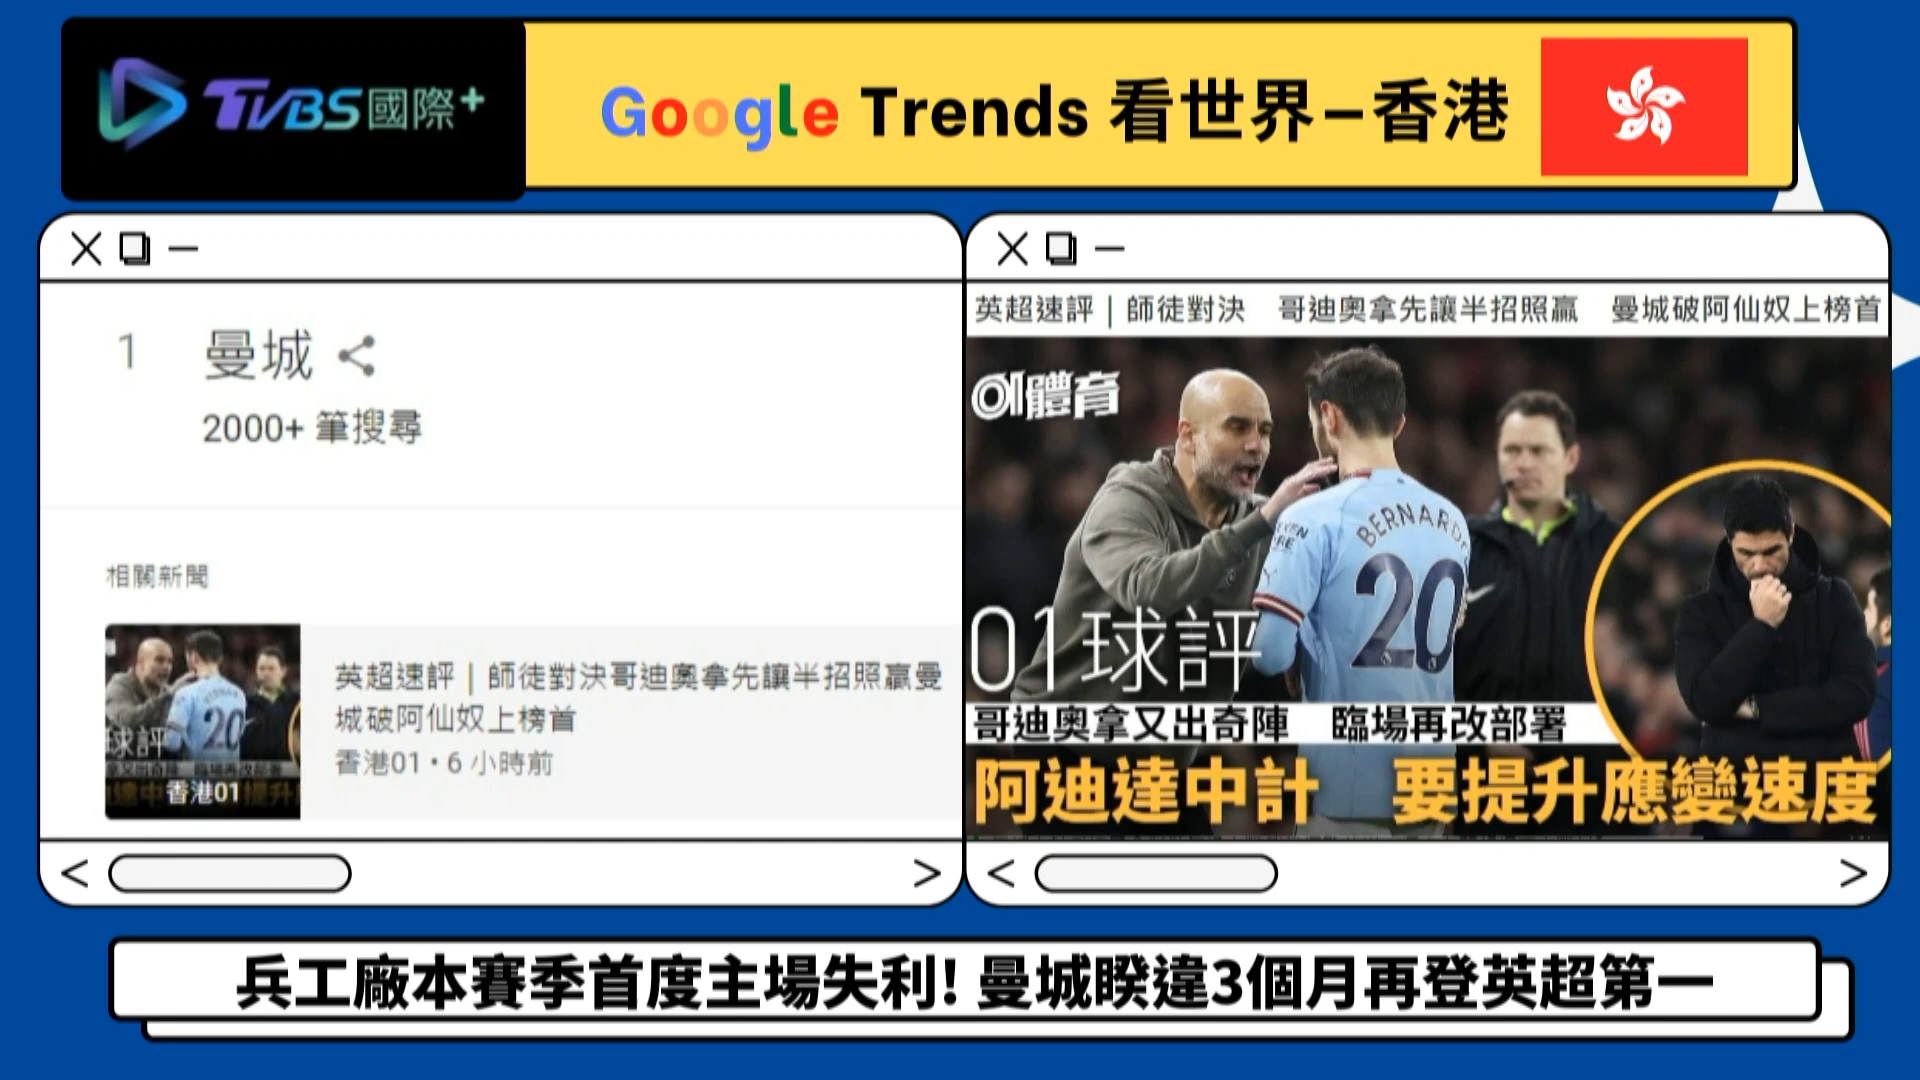 TVBS國際+
Google Trends 看世界-香港
1 曼城
2000+ 筆搜尋
相關新聞
球評
香港01
英超速評｜師徒對決哥迪奧拿先讓半招照贏曼
城破阿仙奴上榜首
香港01 • 6 小時前
英超速評｜師徒對決 哥迪奧拿先讓半招照贏 曼城破阿仙奴上榜首
01體育
BERNARDO
20
01球評
哥迪奧拿又出奇陣 臨場再改部署
阿迪達中計 要提升應變速度
兵工廠本賽季首度主場失利! 曼城睽違3個月再登英超第一